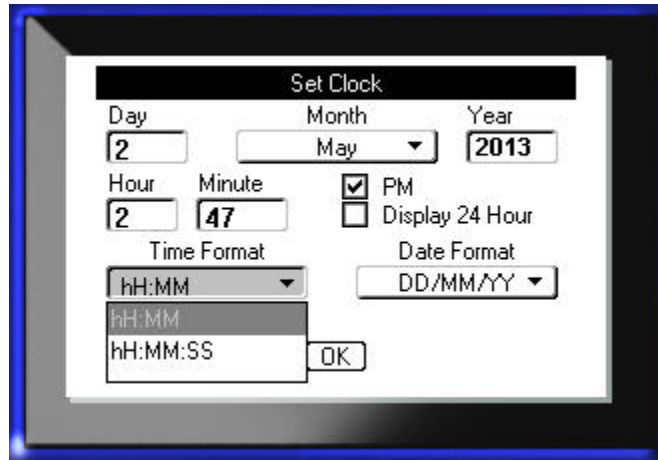 Set Clock
Day Month Year
2 May 2013
Hour Minute PM
2 47 Display 24 Hour
Time Format Date Format
hH:MM DD/MM/YY
hH:MM
hH:MM:SS
OK